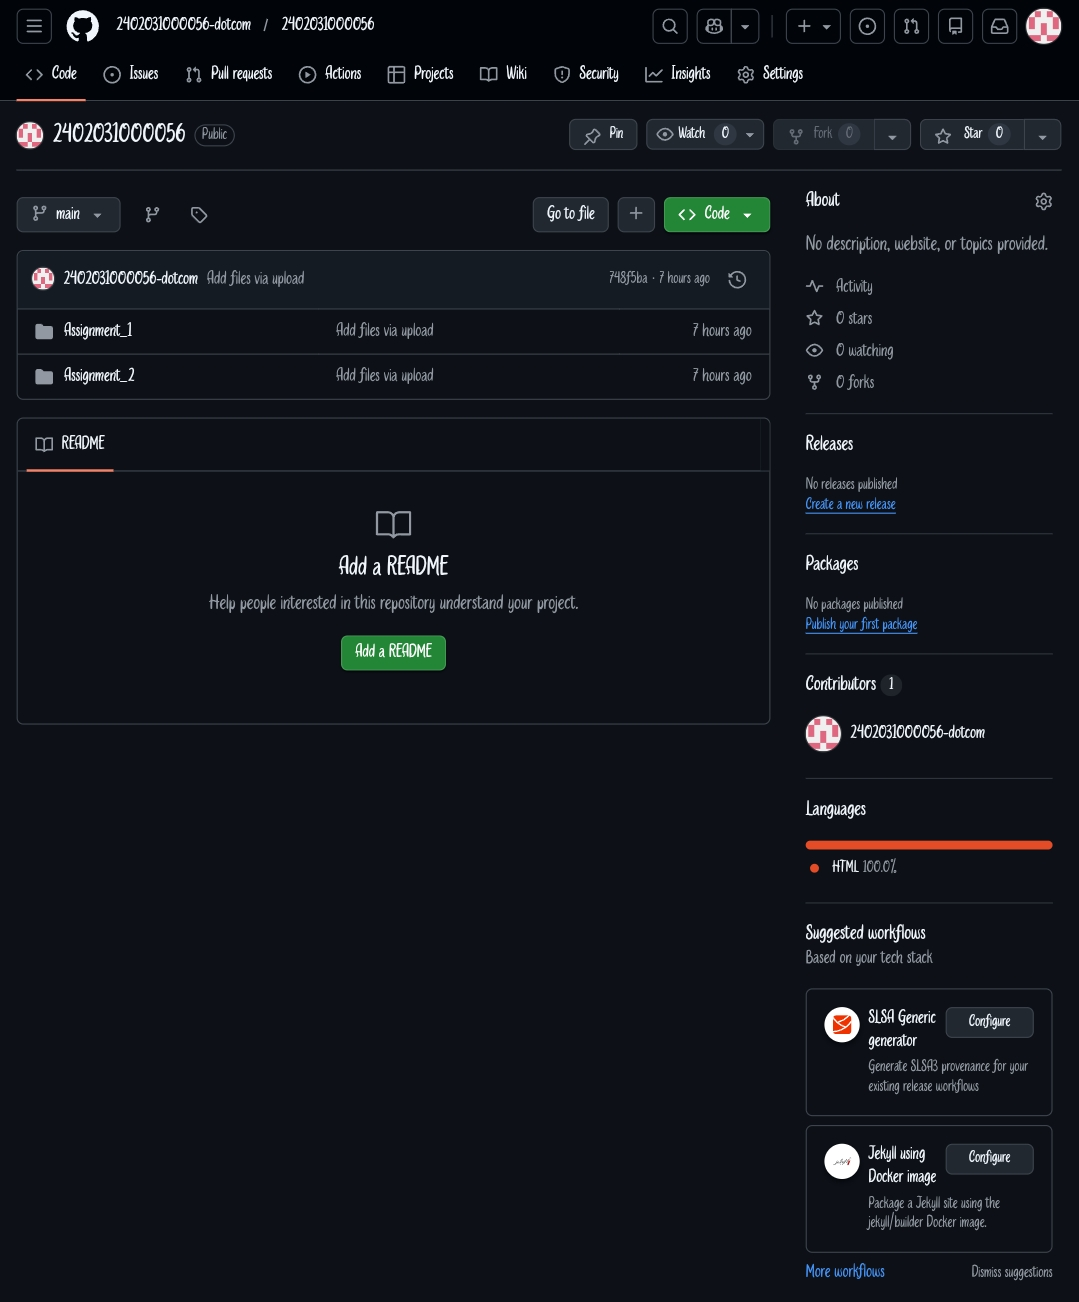 2402031000056-dotcom / 2402031000056
Code Issues Pull requests Actions Projects Wiki Security Insights Settings
2402031000056 Public
Pin Watch 0 Fork 0 Star 0
main Go to file Code
2402031000056-dotcom Add files via upload 748f5ba · 7 hours ago
Assignment_1 Add files via upload 7 hours ago
Assignment_2 Add files via upload 7 hours ago
README
Add a README
Help people interested in this repository understand your project.
Add a README
About
No description, website, or topics provided.
Activity
0 stars
0 watching
0 forks
Releases
No releases published
Create a new release
Packages
No packages published
Publish your first package
Contributors 1
2402031000056-dotcom
Languages
HTML 100.0%
Suggested workflows
Based on your tech stack
SLSA Generic
generator
Configure
Generate SLSA3 provenance for your
existing release workflows
Jekyll using
Docker image
Configure
Package a Jekyll site using the
jekyll/builder Docker image.
More workflows Dismiss suggestions